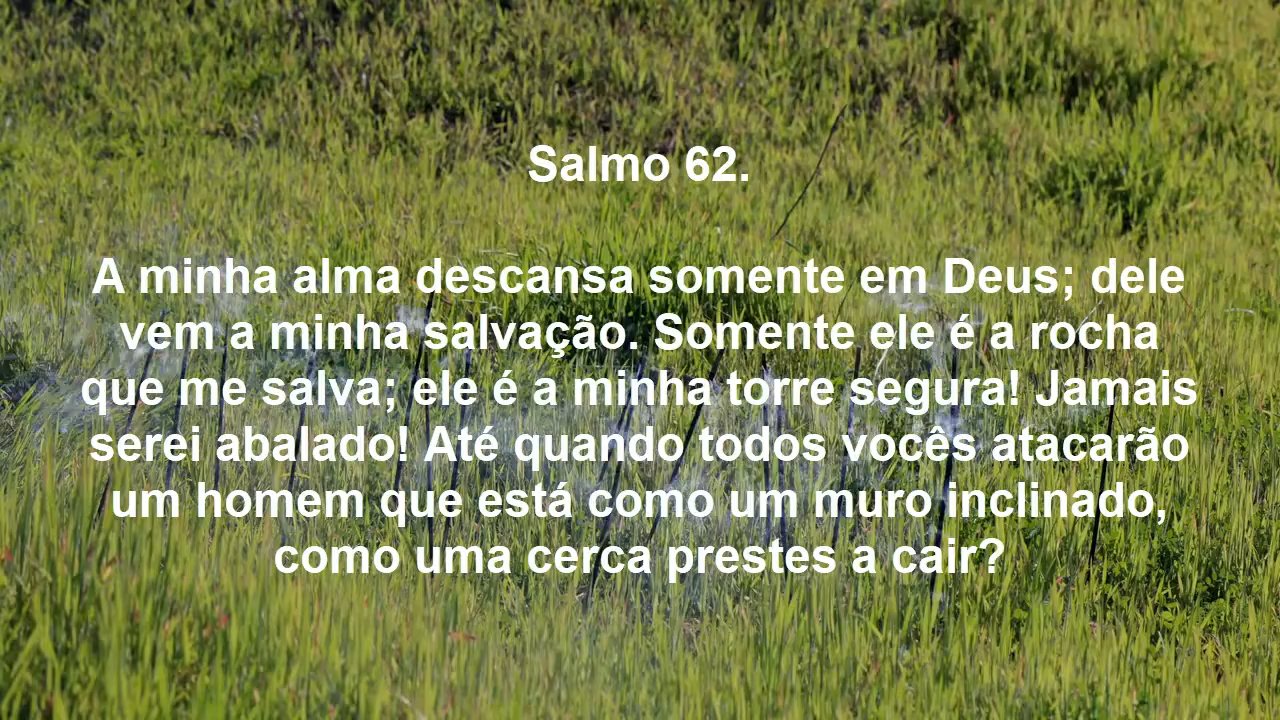 Salmo 62.
A minha alma descansa somente em Deus; dele
vem a minha salvação. Somente ele é a rocha
que me salva; ele é a minha torre segura! Jamais
serei abalado! Até quando todos vocês atacarão
um homem que está como um muro inclinado,
como uma cerca prestes a cair?